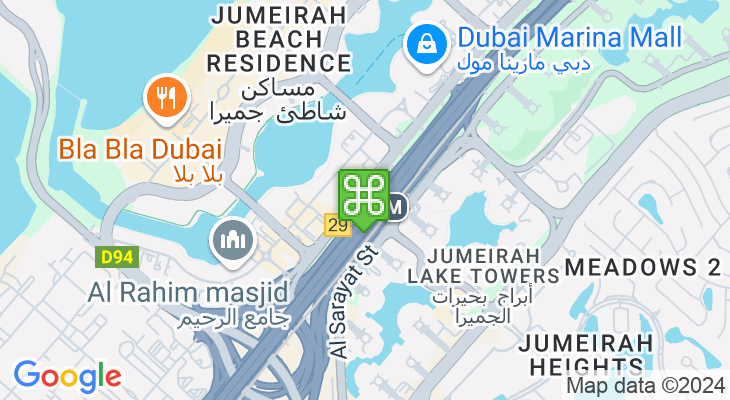 JUMEIRAH
BEACH
RESIDENCE
مساكن
شاطئ جميرا
Dubai Marina Mall
دبي مارينا مول
Bla Bla Dubai
بلا بلا
29
M
D94
Al Rahim masjid
جامع الرحيم
Al Sarayat St
JUMEIRAH
LAKE TOWERS
أبراج بحيرات
الجميرا
MEADOWS 2
JUMEIRAH
HEIGHTS
Google
Map data ©2024